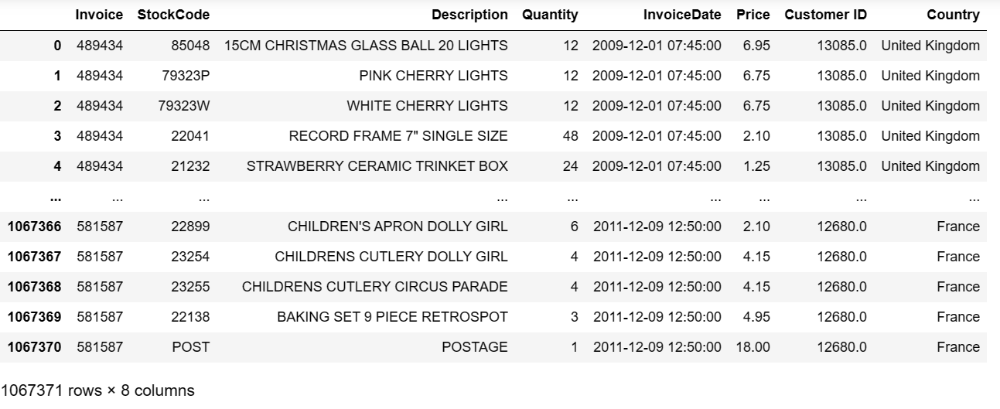 Invoice StockCode Description Quantity InvoiceDate Price Customer ID Country
0 489434 85048 15CM CHRISTMAS GLASS BALL 20 LIGHTS 12 2009-12-01 07:45:00 6.95 13085.0 United Kingdom
1 489434 79323P PINK CHERRY LIGHTS 12 2009-12-01 07:45:00 6.75 13085.0 United Kingdom
2 489434 79323W WHITE CHERRY LIGHTS 12 2009-12-01 07:45:00 6.75 13085.0 United Kingdom
3 489434 22041 RECORD FRAME 7" SINGLE SIZE 48 2009-12-01 07:45:00 2.10 13085.0 United Kingdom
4 489434 21232 STRAWBERRY CERAMIC TRINKET BOX 24 2009-12-01 07:45:00 1.25 13085.0 United Kingdom
... ... ... ... ... ... ... ... ...
1067366 581587 22899 CHILDREN'S APRON DOLLY GIRL 6 2011-12-09 12:50:00 2.10 12680.0 France
1067367 581587 23254 CHILDRENS CUTLERY DOLLY GIRL 4 2011-12-09 12:50:00 4.15 12680.0 France
1067368 581587 23255 CHILDRENS CUTLERY CIRCUS PARADE 4 2011-12-09 12:50:00 4.15 12680.0 France
1067369 581587 22138 BAKING SET 9 PIECE RETROSPOT 3 2011-12-09 12:50:00 4.95 12680.0 France
1067370 581587 POST POSTAGE 1 2011-12-09 12:50:00 18.00 12680.0 France
1067371 rows × 8 columns